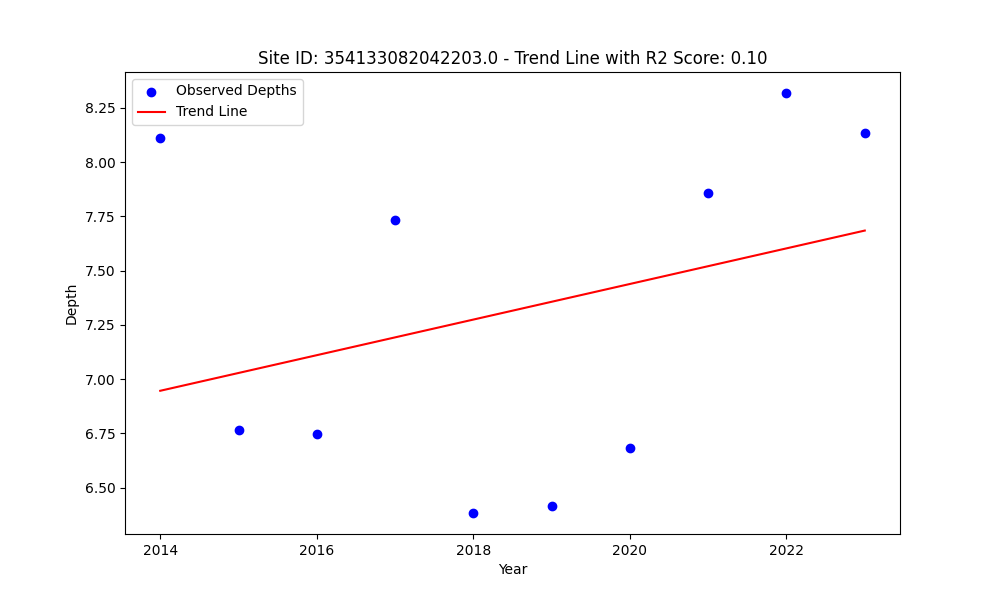 Site ID: 354133082042203.0 - Trend Line with R2 Score: 0.10
Observed Depths
Trend Line
8.25
8.00
7.75
7.50
7.25
7.00
6.75
6.50
Depth
2014
2016
2018
2020
2022
Year